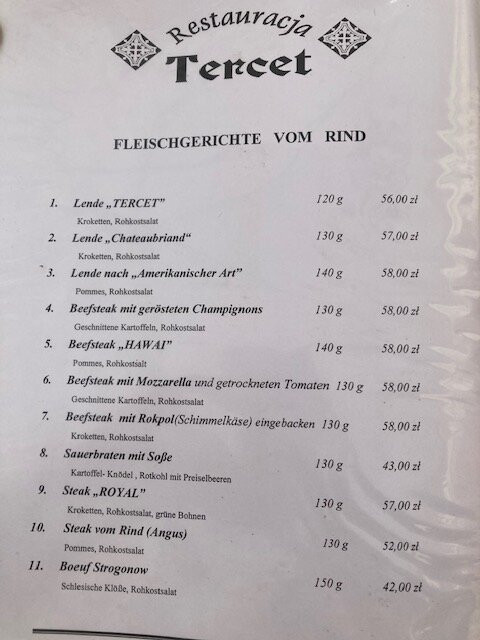 Restauracja
Tercet
FLEISCHGERICHTE VOM RIND
1. Lende „TERCET” 120 g 56,00 zł
Kroketten, Rohkostsalat
2. Lende „Chateaubriand“ 130 g 57,00 zł
Kroketten, Rohkostsalat
3. Lende nach „Amerikanischer Art” 140 g 58,00 zł
Pommes, Rohkostsalat
4. Beefsteak mit gerösteten Champignons 130 g 58,00 zł
Geschnittene Kartoffeln, Rohkostsalat
5. Beefsteak „HAWAI” 140 g 58,00 zł
Pommes, Rohkostsalt
6. Beefsteak mit Mozzarella und getrockneten Tomaten 130 g 58,00 zł
Geschnittene Kartoffeln, Rohkostsalat
7. Beefsteak mit Rokpol(Schimmelkäse) eingebacken 130 g 58,00 zł
Kroketten, Rohkostsalat
8. Sauerbraten mit Soße 130 g 43,00 zł
Kartoffel- Knödel , Rotkohl mit Preiselbeeren
9. Steak „ROYAL” 130 g 57,00 zł
Kroketten, Rohkostsalat, grüne Bohnen
10. Steak vom Rind (Angus) 130 g 52,00 zł
Pommes, Rohkostsalat
11. Boeuf Strogonow 150 g 42,00 zł
Schlesische Klöße, Rohkostsalat